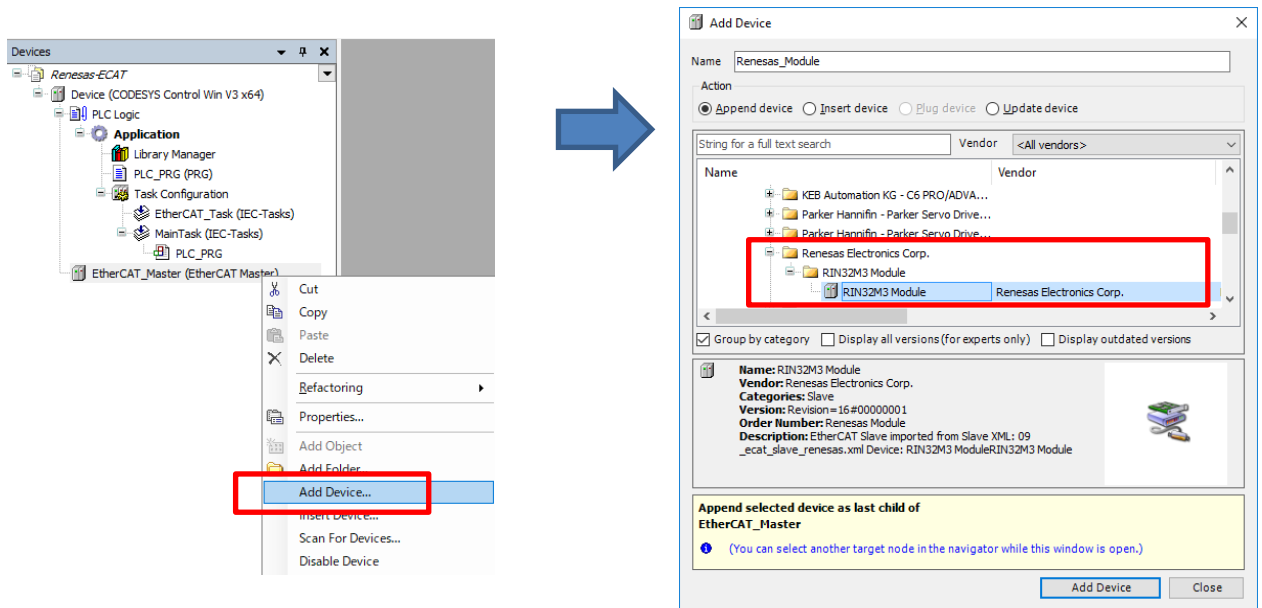 Devices
Renesas-ECAT
Device (CODESYS Control Win V3 x64)
PLC Logic
Application
Library Manager
PLC_PRG (PRG)
Task Configuration
EtherCAT_Task (IEC-Tasks)
MainTask (IEC-Tasks)
PLC_PRG
EtherCAT_Master (EtherCAT Master)
Cut
Copy
Paste
Delete
Refactoring
Properties...
Add Object
Add Folder...
Add Device...
Insert Device...
Scan For Devices...
Disable Device
Add Device
Name Renesas_Module
Action
Append device Insert device Plug device Update device
String for a full text search Vendor <All vendors>
Name Vendor
KEB Automation KG - C6 PRO/ADVA...
Parker Hannifin - Parker Servo Drive...
Parker Hannifin - Parker Servo Drive...
Renesas Electronics Corp.
RIN32M3 Module
RIN32M3 Module Renesas Electronics Corp.
Group by category Display all versions (for experts only) Display outdated versions
Name: RIN32M3 Module
Vendor: Renesas Electronics Corp.
Categories: Slave
Version: Revision=16#00000001
Order Number: Renesas Module
Description: EtherCAT Slave imported from Slave XML: 09
_ecat_slave_renesas.xml Device: RIN32M3 ModuleRIN32M3 Module
Append selected device as last child of
EtherCAT_Master
(You can select another target node in the navigator while this window is open.)
Add Device Close